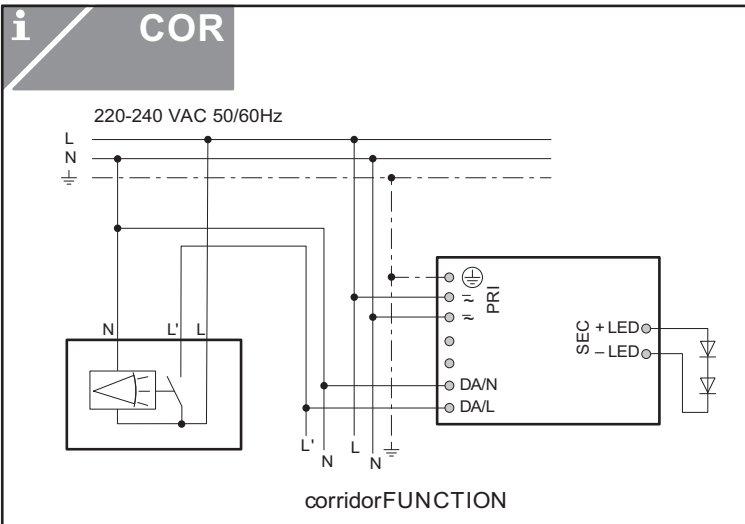 i COR
220-240 VAC 50/60Hz
L
N
N L' L
PRI
SEC
+ LED
– LED
DA/N
DA/L
L' N L N
corridorFUNCTION